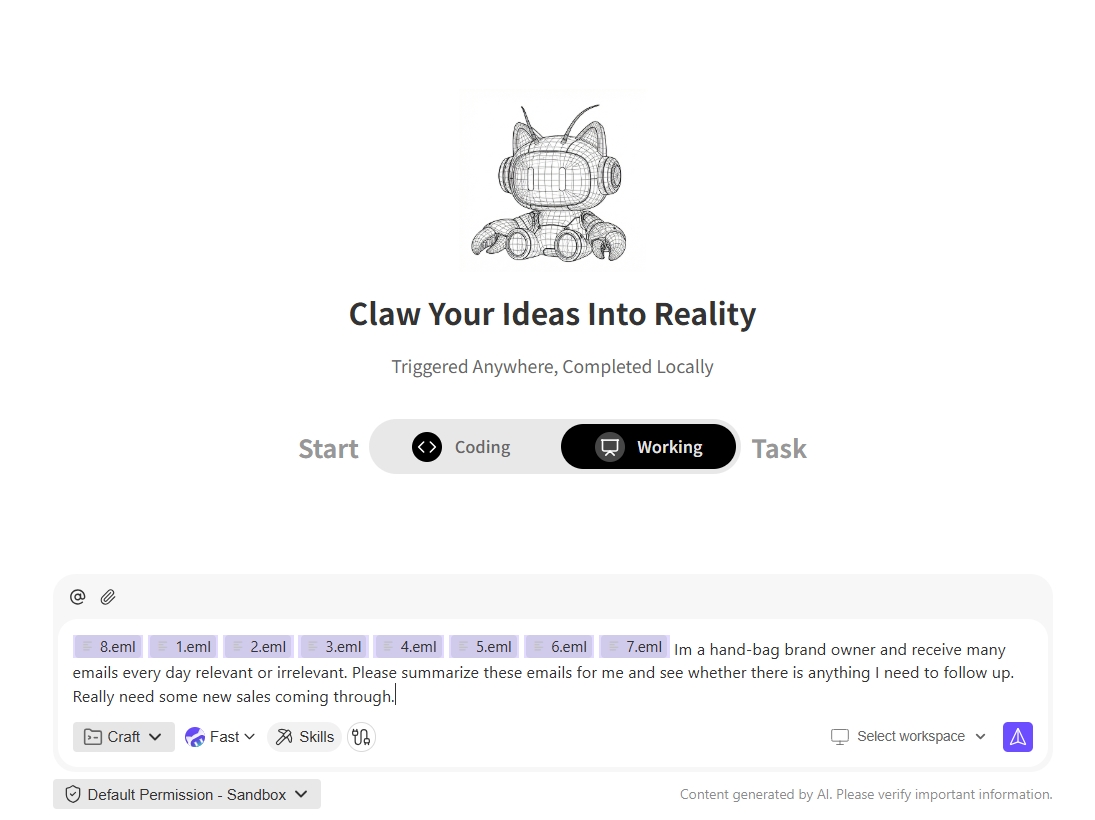 Claw Your Ideas Into Reality
Triggered Anywhere, Completed Locally
Start Coding Working Task
@
8.eml 1.eml 2.eml 3.eml 4.eml 5.eml 6.eml 7.eml Im a hand-bag brand owner and receive many
emails every day relevant or irrelevant. Please summarize these emails for me and see whether there is anything I need to follow up.
Really need some new sales coming through.
Craft Fast Skills Select workspace
Default Permission - Sandbox Content generated by AI. Please verify important information.